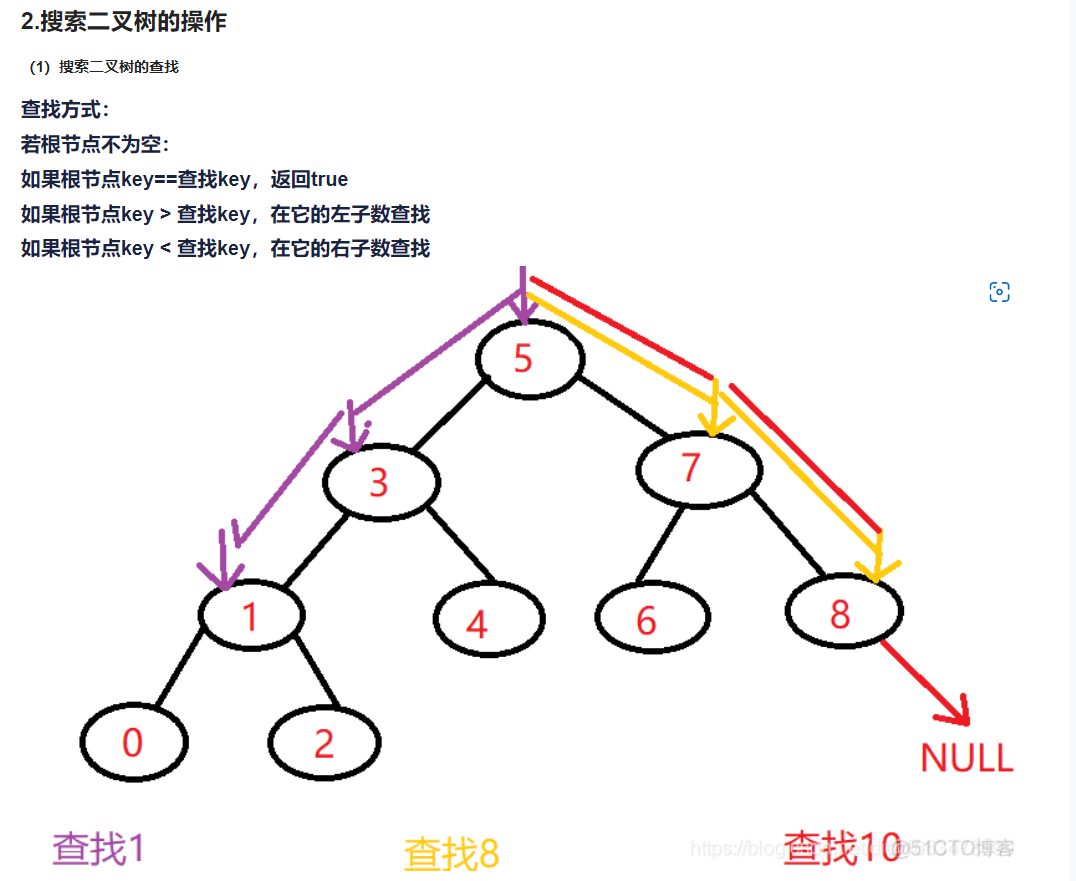 2.搜索二叉树的操作
（1）搜索二叉树的查找
查找方式：
若根节点不为空：
如果根节点key==查找key，返回true
如果根节点key > 查找key，在它的左子数查找
如果根节点key < 查找key，在它的右子数查找
5
3
7
1
4
6
8
0
2
NULL
查找1
查找8
查找10
https://blog
@51CTO博客